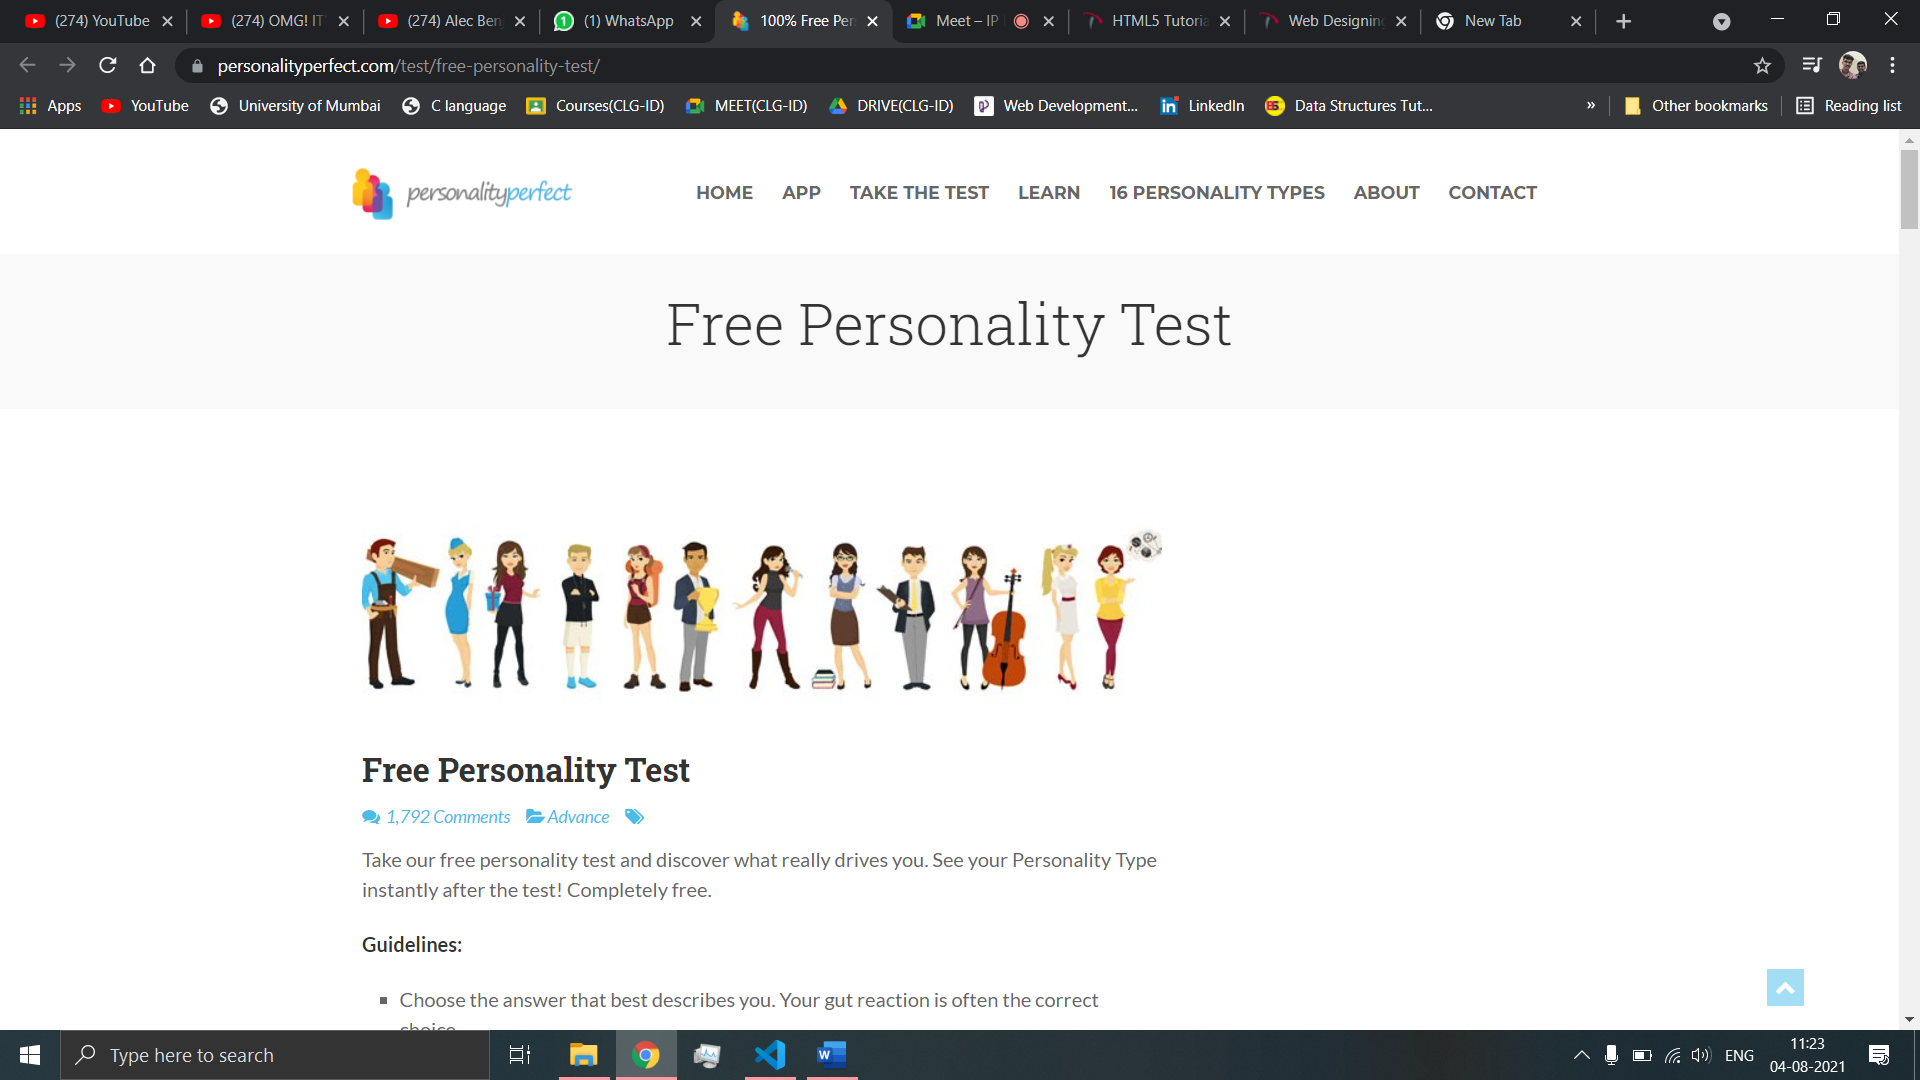 (274) YouTube
(274) OMG! IT'
(274) Alec Ben
(1) WhatsApp
100% Free Per
Meet – IP
HTML5 Tutoria
Web Designing
New Tab
personalityperfect.com/test/free-personality-test/
Apps
YouTube
University of Mumbai
C language
Courses(CLG-ID)
MEET(CLG-ID)
DRIVE(CLG-ID)
Web Development...
LinkedIn
Data Structures Tut...
»
Other bookmarks
Reading list
personalityperfect
HOME
APP
TAKE THE TEST
LEARN
16 PERSONALITY TYPES
ABOUT
CONTACT
Free Personality Test
Free Personality Test
1,792 Comments Advance
Take our free personality test and discover what really drives you. See your Personality Type
instantly after the test! Completely free.
Guidelines:
Choose the answer that best describes you. Your gut reaction is often the correct
choice.
Type here to search
ENG
11:23
04-08-2021